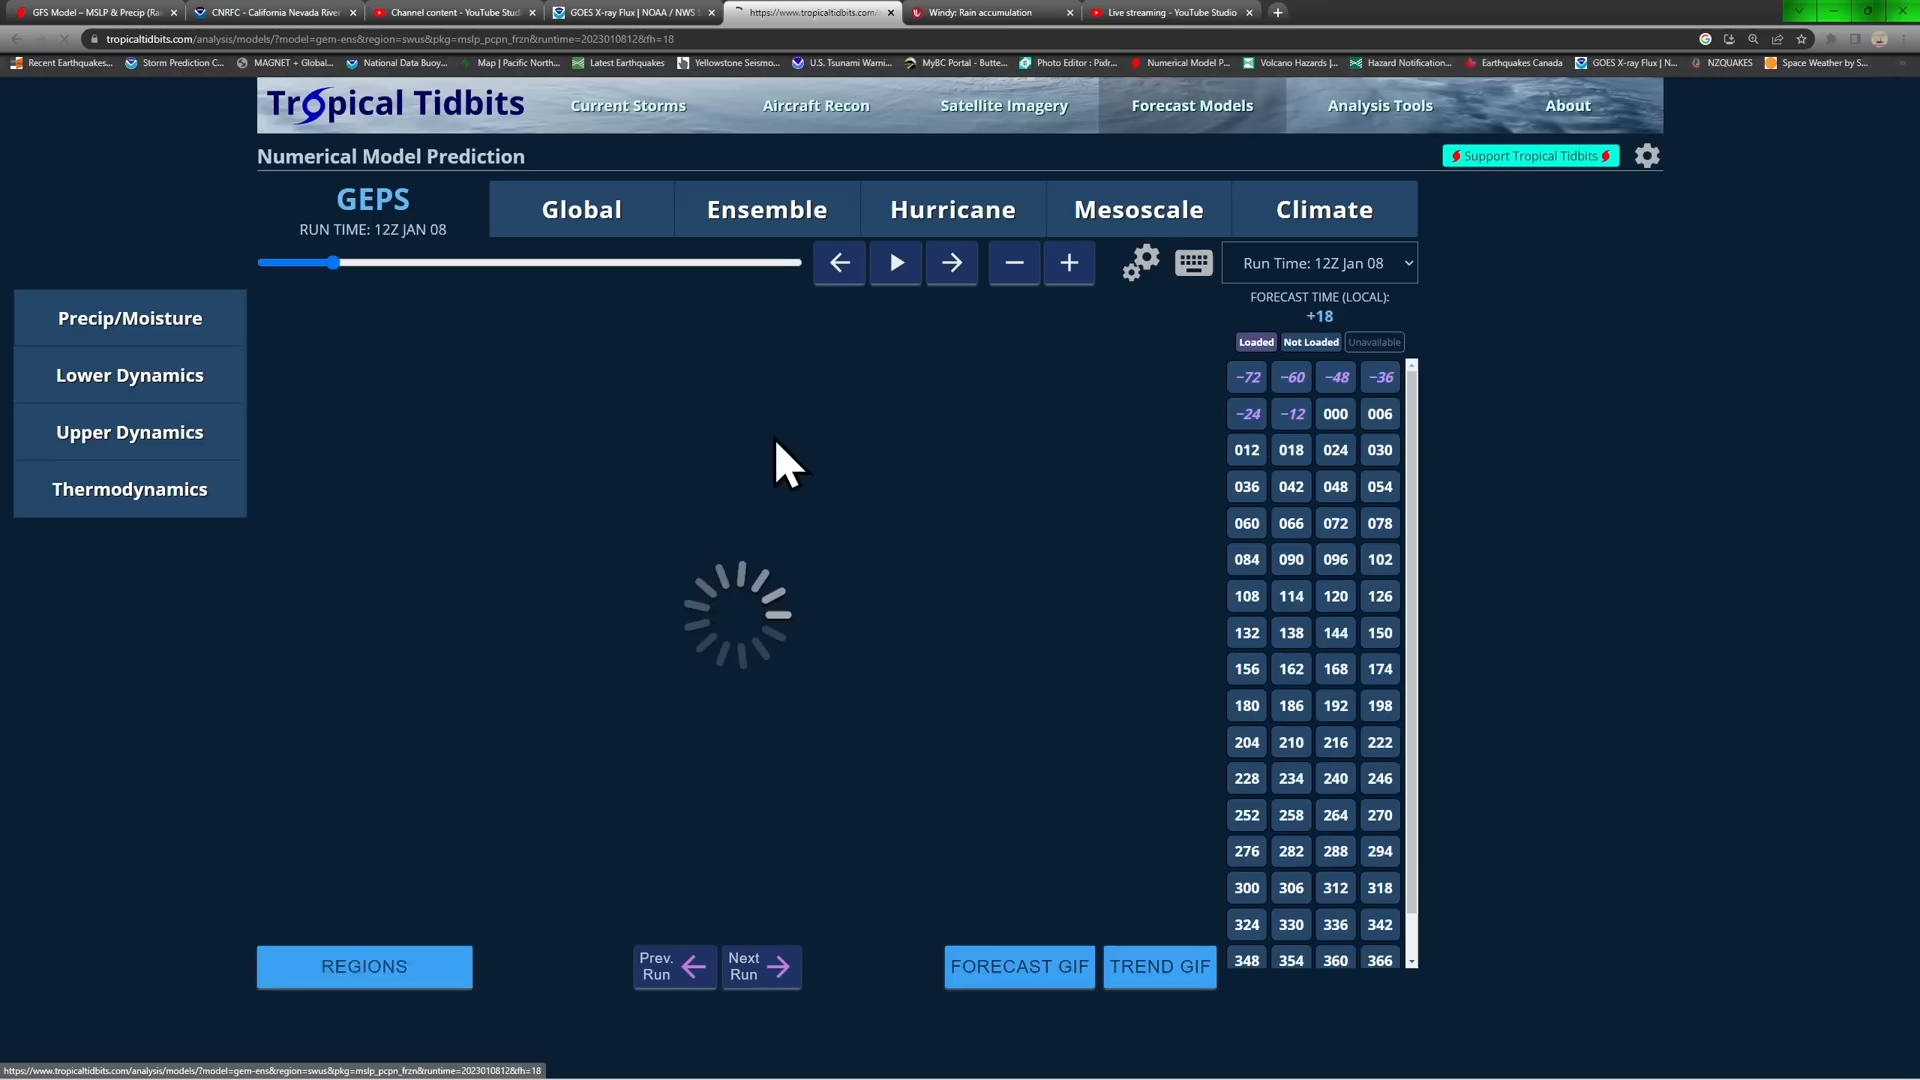 GFS Model – MSLP & Precip (Ra
CNRFC - California Nevada River
Channel content - YouTube Studi
GOES X-ray Flux | NOAA / NWS S
https://www.tropicaltidbits.com/
Windy: Rain accumulation
Live streaming - YouTube Studio
tropicaltidbits.com/analysis/models/?model=gem-ens&region=swus&pkg=mslp_pcpn_frzn&runtime=2023010812&fh=18
Recent Earthquakes...
Storm Prediction C...
MAGNET + Global...
National Data Buoy...
Map | Pacific North...
Latest Earthquakes
Yellowstone Seismo...
U.S. Tsunami Warni...
MyBC Portal - Butte...
Photo Editor : Pixlr...
Numerical Model P...
Volcano Hazards |...
Hazard Notification...
Earthquakes Canada
GOES X-ray Flux | N...
NZQUAKES
Space Weather by S...
Tropical Tidbits
Current Storms
Aircraft Recon
Satellite Imagery
Forecast Models
Analysis Tools
About
Numerical Model Prediction
Support Tropical Tidbits
GEPS
RUN TIME: 12Z JAN 08
Global
Ensemble
Hurricane
Mesoscale
Climate
Run Time: 12Z Jan 08
FORECAST TIME (LOCAL):
+18
Loaded
Not Loaded
Unavailable
Precip/Moisture
Lower Dynamics
Upper Dynamics
Thermodynamics
−72 −60 −48 −36
−24 −12 000 006
012 018 024 030
036 042 048 054
060 066 072 078
084 090 096 102
108 114 120 126
132 138 144 150
156 162 168 174
180 186 192 198
204 210 216 222
228 234 240 246
252 258 264 270
276 282 288 294
300 306 312 318
324 330 336 342
348 354 360 366
REGIONS
Prev. Run
Next Run
FORECAST GIF
TREND GIF
https://www.tropicaltidbits.com/analysis/models/?model=gem-ens&region=swus&pkg=mslp_pcpn_frzn&runtime=2023010812&fh=18